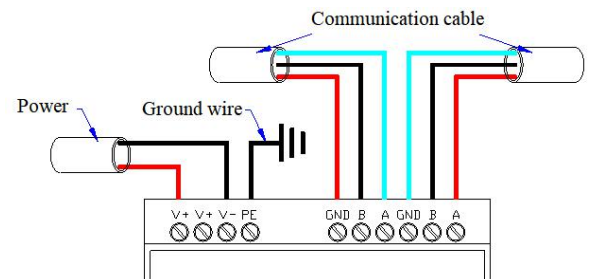 Communication cable
Power
Ground wire
V+ V+ V- PE
GND B A GND B A